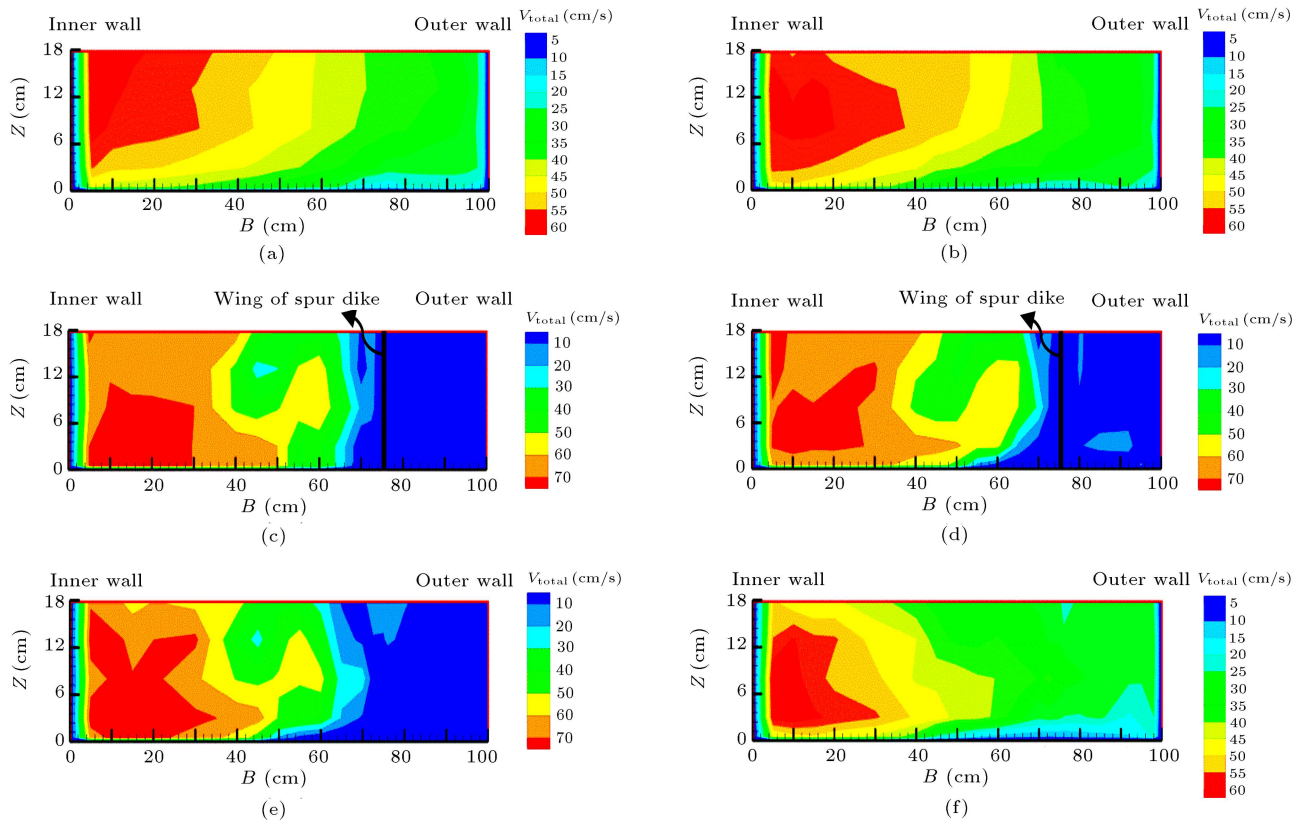 Inner wall
Outer wall
V_total (cm/s)
5
10
15
20
25
30
35
40
45
50
55
60
18
12
6
0
Z (cm)
0 20 40 60 80 100
B (cm)
(a)
Inner wall
Outer wall
V_total (cm/s)
5
10
15
20
25
30
35
40
45
50
55
60
18
12
6
0
Z (cm)
0 20 40 60 80 100
B (cm)
(b)
Inner wall
Wing of spur dike
Outer wall
V_total (cm/s)
10
20
30
40
50
60
70
18
12
6
0
Z (cm)
0 20 40 60 80 100
B (cm)
(c)
Inner wall
Wing of spur dike
Outer wall
V_total (cm/s)
10
20
30
40
50
60
70
18
12
6
0
Z (cm)
0 20 40 60 80 100
B (cm)
(d)
Inner wall
Outer wall
V_total (cm/s)
10
20
30
40
50
60
70
18
12
6
0
Z (cm)
0 20 40 60 80 100
B (cm)
(e)
Inner wall
Outer wall
V_total (cm/s)
5
10
15
20
25
30
35
40
45
50
55
60
18
12
6
0
Z (cm)
0 20 40 60 80 100
B (cm)
(f)